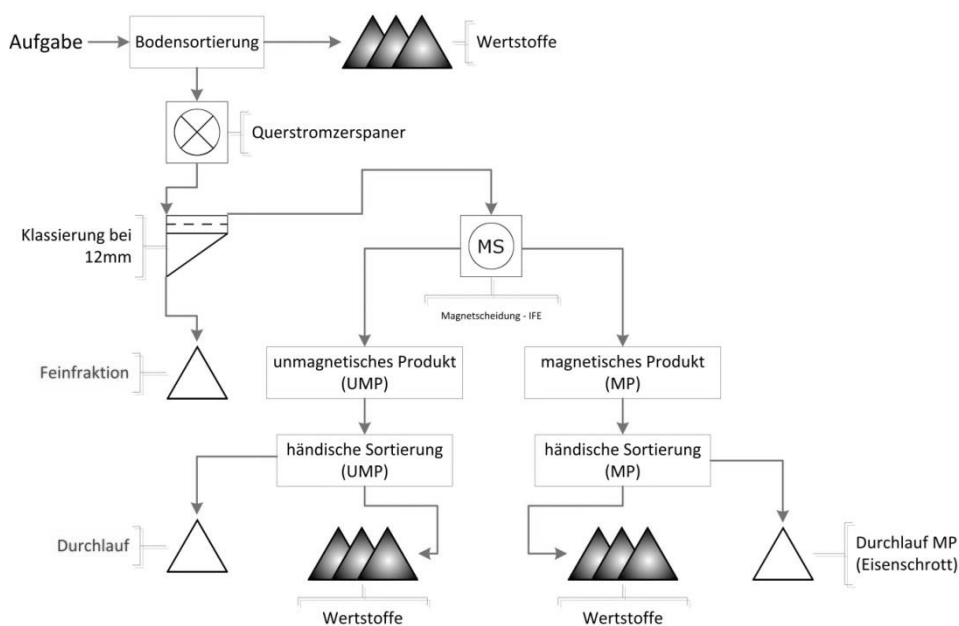 Aufgabe
Bodensortierung
Wertstoffe
Querstromzerspaner
Klassierung bei
12mm
MS
Magnetscheidung - IFE
Feinfraktion
unmagnetisches Produkt
(UMP)
magnetisches Produkt
(MP)
händische Sortierung
(UMP)
händische Sortierung
(MP)
Durchlauf
Durchlauf MP
(Eisenschrott)
Wertstoffe
Wertstoffe